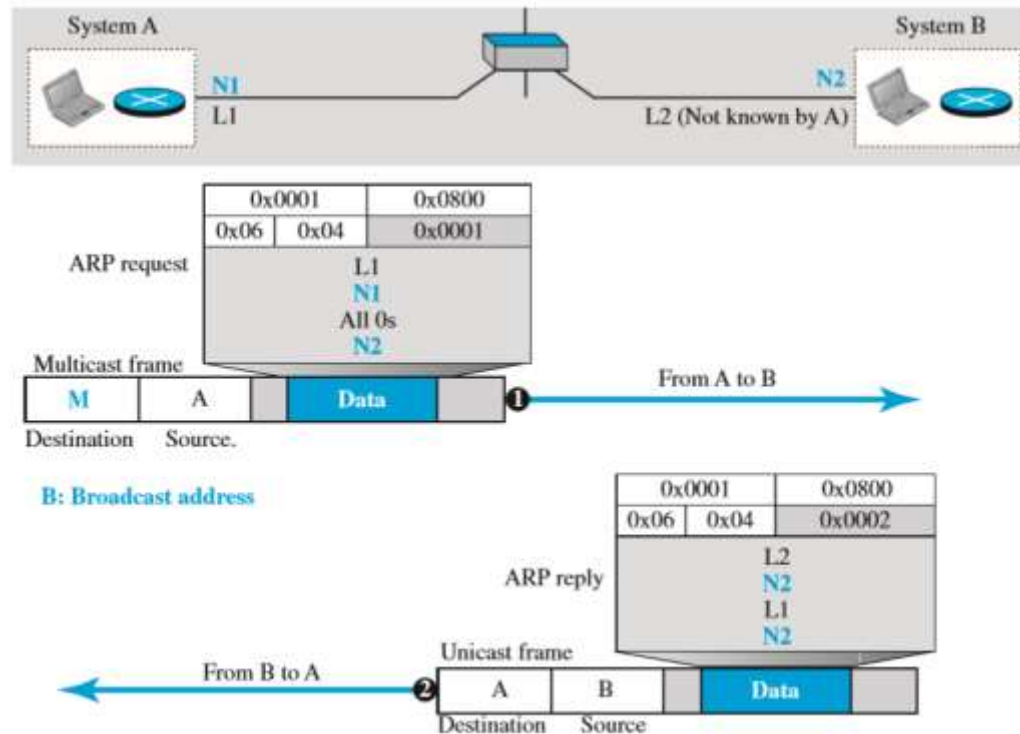 System A
System B
N1
N2
L1
L2 (Not known by A)
0x0001 0x0800
0x06 0x04 0x0001
ARP request
L1
N1
All 0s
N2
Multicast frame
M A Data
1
From A to B
Destination Source.
B: Broadcast address
0x0001 0x0800
0x06 0x04 0x0002
ARP reply
L2
N2
L1
N2
Unicast frame
From B to A
2
A B Data
Destination Source